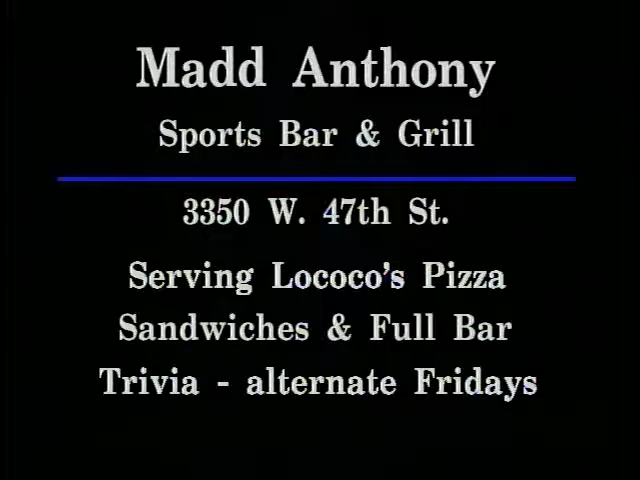 Madd Anthony
Sports Bar & Grill
3350 W. 47th St.
Serving Lococo's Pizza
Sandwiches & Full Bar
Trivia - alternate Fridays